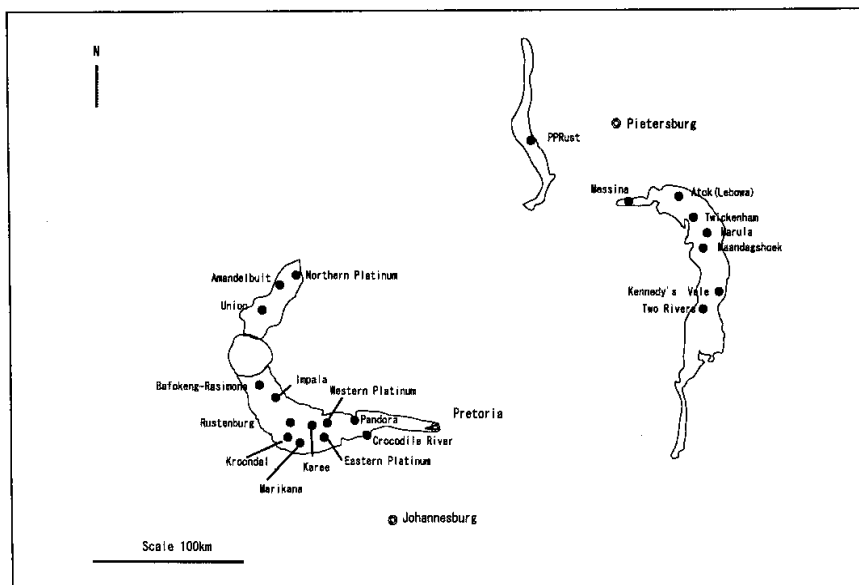 N
Pietersburg
PPRust
Messina
Atok(Lebowa)
Twickenham
Marula
Maandagshoek
Northern Platinum
Amandelbult
Union
Kennedy's Vale
Two Rivers
Bafokeng-Rasimone
Impala
Western Platinum
Pretoria
Rustenburg
Pandora
Crocodile River
Kroondal
Karee
Eastern Platinum
Marikana
Johannesburg
Scale 100km